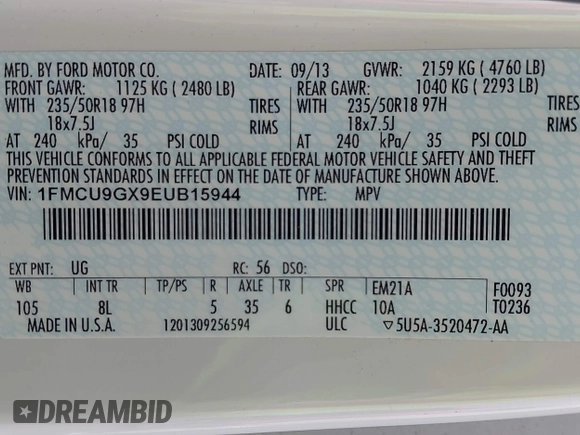 MFD. BY FORD MOTOR CO. DATE: 09/13 GVWR: 2159 KG ( 4760 LB)
FRONT GAWR: 1125 KG ( 2480 LB) REAR GAWR: 1040 KG ( 2293 LB)
WITH 235/50R18 97H TIRES WITH 235/50R18 97H TIRES
18x7.5J RIMS 18x7.5J RIMS
AT 240 kPa/ 35 PSI COLD AT 240 kPa/ 35 PSI COLD
THIS VEHICLE CONFORMS TO ALL APPLICABLE FEDERAL MOTOR VEHICLE SAFETY AND THEFT
PREVENTION STANDARDS IN EFFECT ON THE DATE OF MANUFACTURE SHOWN ABOVE.
VIN: 1FMCU9GX9EUB15944 TYPE: MPV
EXT PNT: UG RC: 56 DSO:
WB INT TR TP/PS R AXLE TR SPR EM21A F0093
105 8L 5 35 6 HHCC 10A T0236
MADE IN U.S.A. 1201309256594 ULC ▽5U5A-3520472-AA
DREAMBID